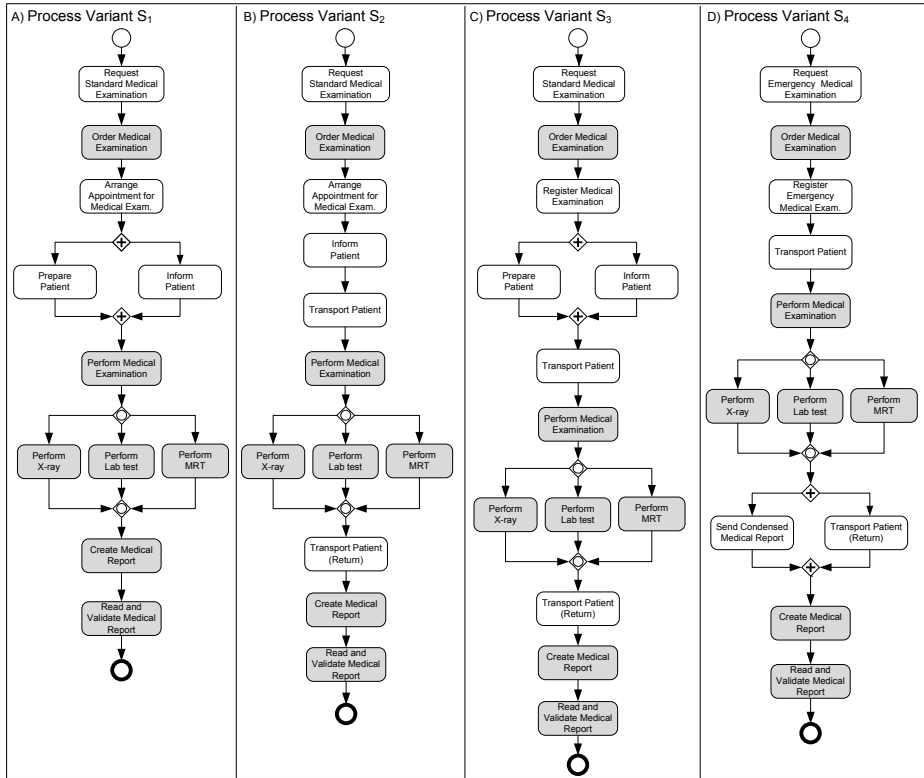 A) Process Variant S1
Request
Standard Medical
Examination
Order Medical
Examination
Arrange
Appointment for
Medical Exam.
Prepare
Patient
Inform
Patient
Perform Medical
Examination
Perform
X-ray
Perform
Lab test
Perform
MRT
Create Medical
Report
Read and
Validate Medical
Report
B) Process Variant S2
Request
Standard Medical
Examination
Order Medical
Examination
Arrange
Appointment for
Medical Exam.
Inform
Patient
Transport Patient
Perform Medical
Examination
Perform
X-ray
Perform
Lab test
Perform
MRT
Transport Patient
(Return)
Create Medical
Report
Read and
Validate Medical
Report
C) Process Variant S3
Request
Standard Medical
Examination
Order Medical
Examination
Register Medical
Examination
Prepare
Patient
Inform
Patient
Transport Patient
Perform Medical
Examination
Perform
X-ray
Perform
Lab test
Perform
MRT
Transport Patient
(Return)
Create Medical
Report
Read and
Validate Medical
Report
D) Process Variant S4
Request
Emergency Medical
Examination
Order Medical
Examination
Register
Emergency
Medical Exam.
Transport Patient
Perform Medical
Examination
Perform
X-ray
Perform
Lab test
Perform
MRT
Send Condensed
Medical Report
Transport Patient
(Return)
Create Medical
Report
Read and
Validate Medical
Report